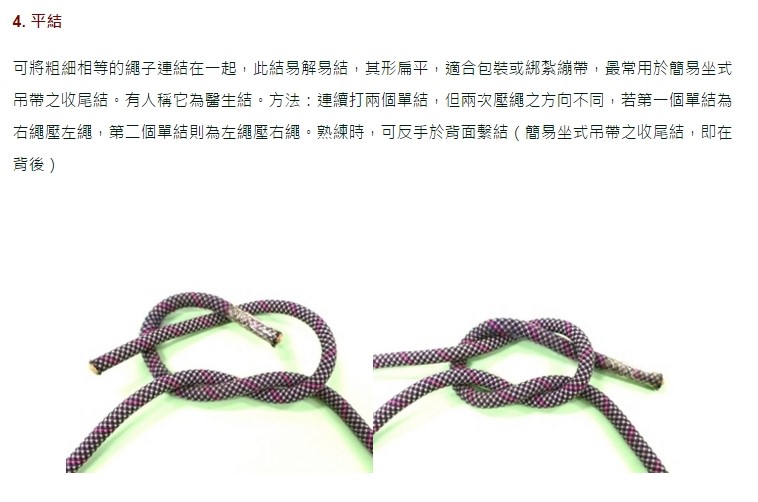 4. 平結
可將粗細相等的繩子連結在一起，此結易解易結，其形扁平，適合包裝或綁紮繃帶，最常用於簡易坐式
吊帶之收尾結。有人稱它為醫生結。方法：連續打兩個單結，但兩次壓繩之方向不同，若第一個單結為
右繩壓左繩，第二個單結則為左繩壓右繩。熟練時，可反手於背面繫結（簡易坐式吊帶之收尾結，即在
背後）